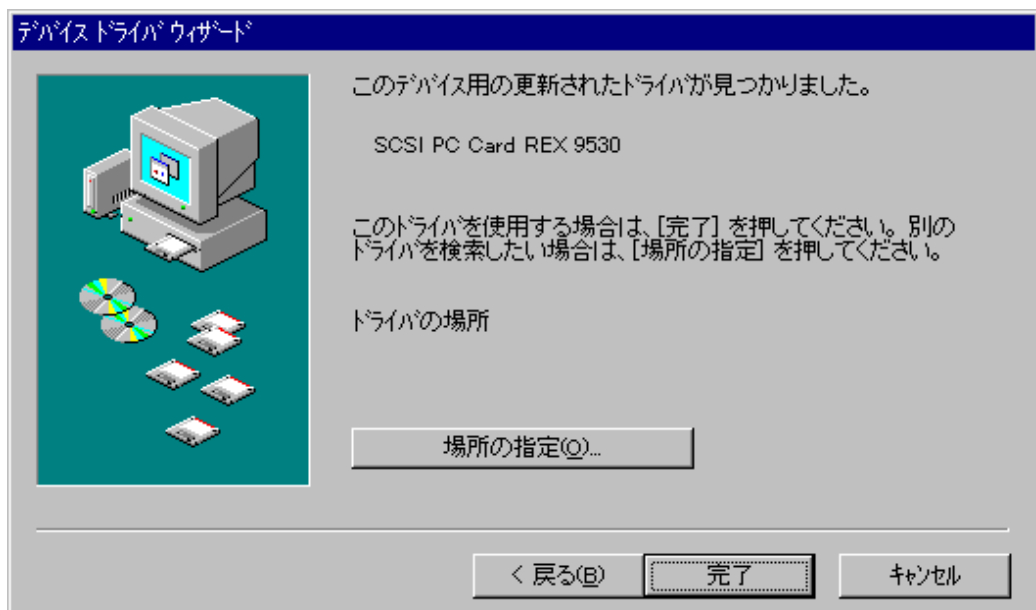 ﾃﾞﾊﾞｲｽ ﾄﾞﾗｲﾊﾞ ｳｨｻﾞｰﾄﾞ
このﾃﾞﾊﾞｲｽ用の更新されたﾄﾞﾗｲﾊﾞが見つかりました。
SCSI PC Card REX 9530
このﾄﾞﾗｲﾊﾞを使用する場合は、[完了] を押してください。別の
ﾄﾞﾗｲﾊﾞを検索したい場合は、[場所の指定] を押してください。
ﾄﾞﾗｲﾊﾞの場所
場所の指定(O)...
< 戻る(B)
完了
ｷｬﾝｾﾙ